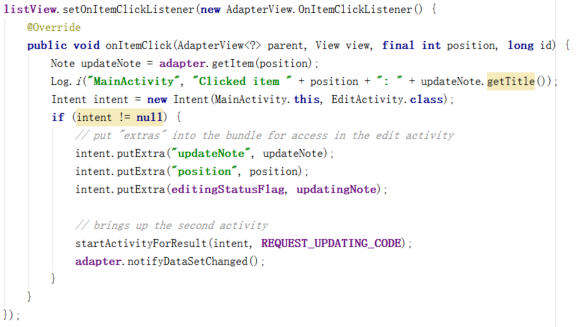 listView.setOnItemClickListener(new AdapterView.OnItemClickListener() {
@Override
public void onItemClick(AdapterView<?> parent, View view, final int position, long id) {
Note updateNote = adapter.getItem(position);
Log.i("MainActivity", "Clicked item " + position + ": " + updateNote.getTitle());
Intent intent = new Intent(MainActivity.this, EditActivity.class);
if (intent != null) {
// put "extras" into the bundle for access in the edit activity
intent.putExtra("updateNote", updateNote);
intent.putExtra("position", position);
intent.putExtra(editingStatusFlag, updatingNote);
// brings up the second activity
startActivityForResult(intent, REQUEST_UPDATING_CODE);
adapter.notifyDataSetChanged();
}
}
});